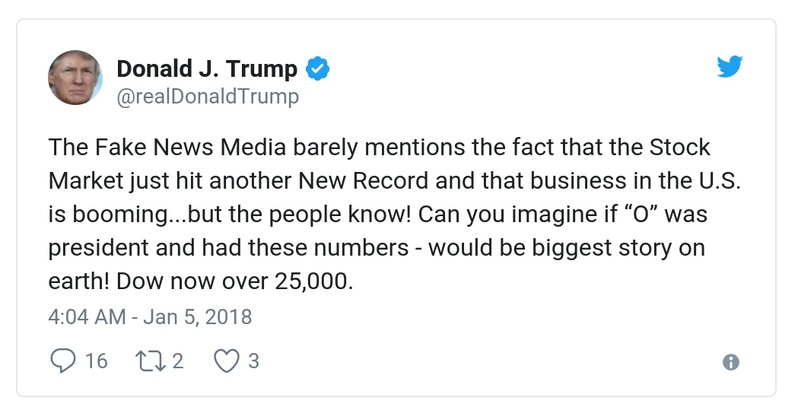 Donald J. Trump
@realDonaldTrump
The Fake News Media barely mentions the fact that the Stock
Market just hit another New Record and that business in the U.S.
is booming...but the people know! Can you imagine if “O” was
president and had these numbers - would be biggest story on
earth! Dow now over 25,000.
4:04 AM - Jan 5, 2018
16 2 3